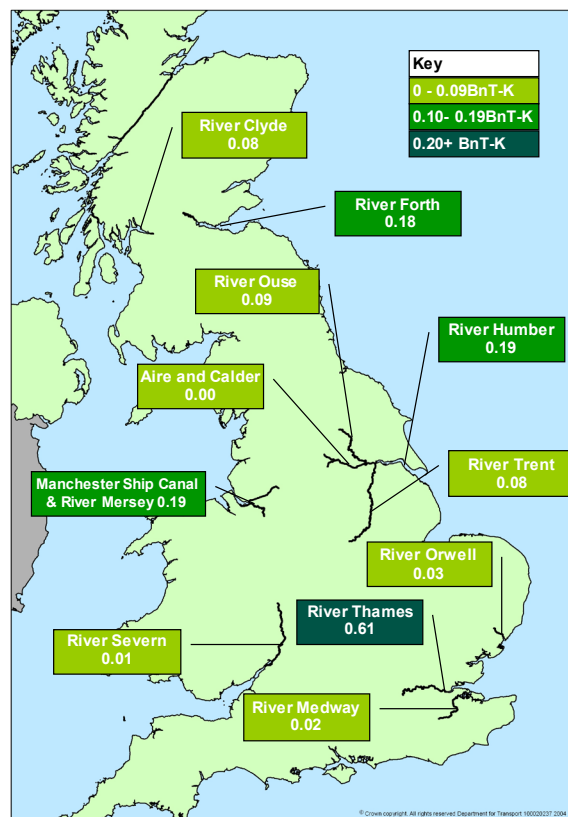 Key
0 - 0.09BnT-K
0.10- 0.19BnT-K
0.20+ BnT-K
River Clyde
0.08
River Forth
0.18
River Ouse
0.09
River Humber
0.19
Aire and Calder
0.00
River Trent
0.08
Manchester Ship Canal
& River Mersey 0.19
River Orwell
0.03
River Thames
0.61
River Severn
0.01
River Medway
0.02
© Crown copyright. All rights reserved Department for Transport 100020237 2004